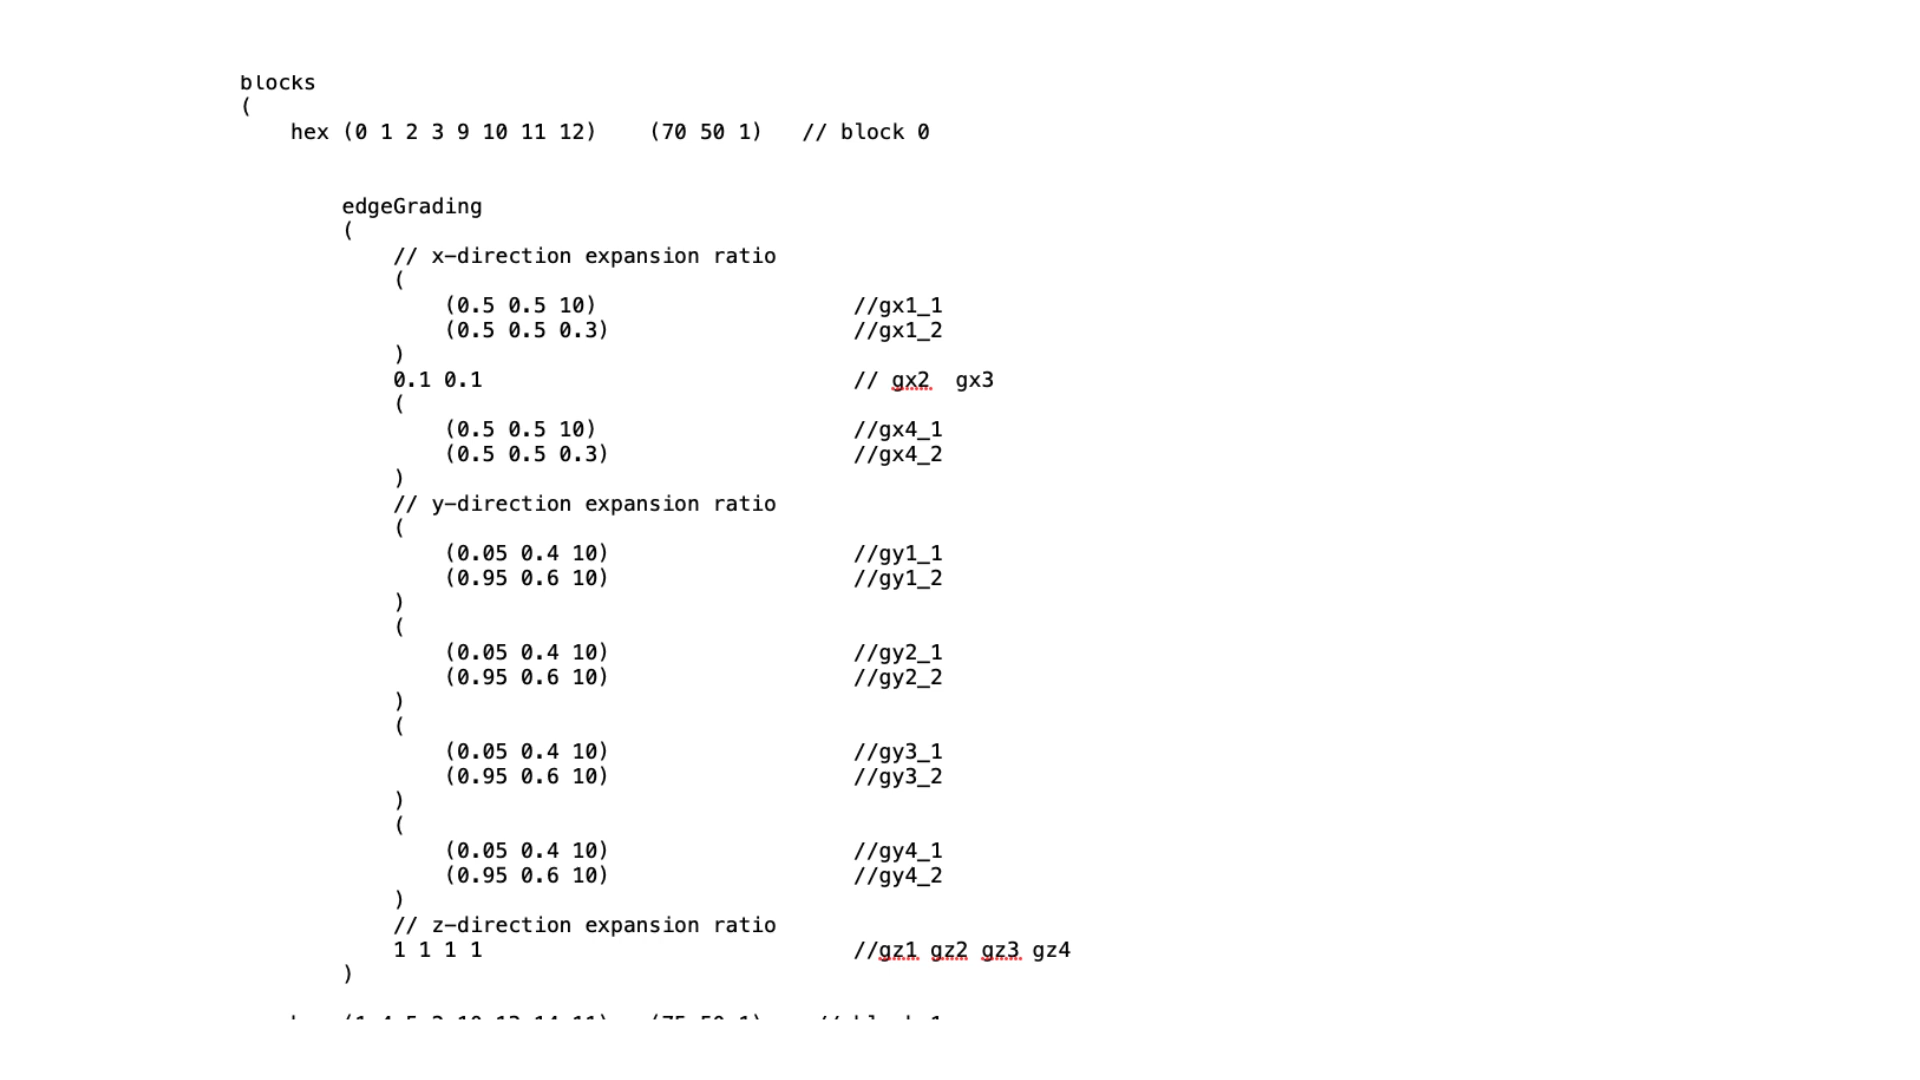 blocks
(
hex (0 1 2 3 9 10 11 12) (70 50 1) // block 0
edgeGrading
(
// x-direction expansion ratio
(
(0.5 0.5 10) //gx1_1
(0.5 0.5 0.3) //gx1_2
)
0.1 0.1 // gx2 gx3
(
(0.5 0.5 10) //gx4_1
(0.5 0.5 0.3) //gx4_2
)
// y-direction expansion ratio
(
(0.05 0.4 10) //gy1_1
(0.95 0.6 10) //gy1_2
)
(
(0.05 0.4 10) //gy2_1
(0.95 0.6 10) //gy2_2
)
(
(0.05 0.4 10) //gy3_1
(0.95 0.6 10) //gy3_2
)
(
(0.05 0.4 10) //gy4_1
(0.95 0.6 10) //gy4_2
)
// z-direction expansion ratio
1 1 1 1 //gz1 gz2 gz3 gz4
)